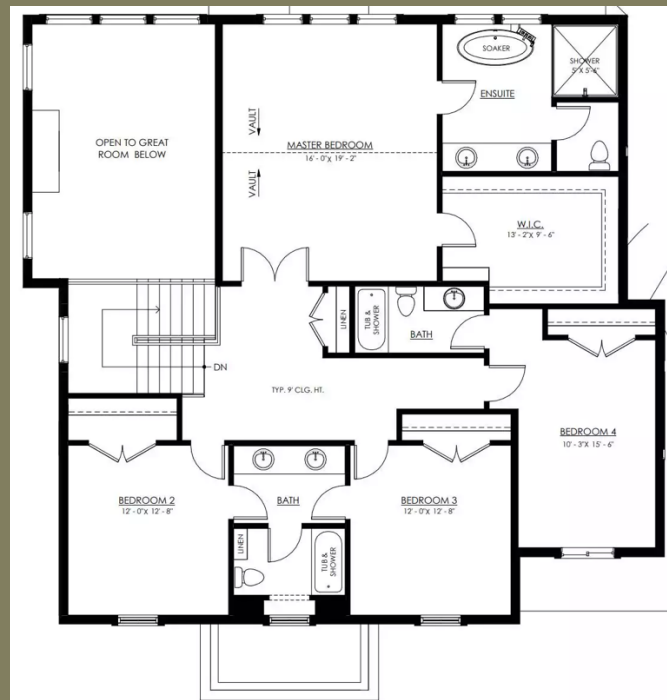 SOAKER
SHOWER
5' X 5'-6"
ENSUITE
OPEN TO GREAT
ROOM BELOW
VAULT
MASTER BEDROOM
16' - 0"x 19' - 2"
VAULT
W.I.C.
13' - 2"x 9' - 6"
LINEN
TUB &
SHOWER
BATH
DN
TYP. 9' CLG. HT.
BEDROOM 4
10' - 3"X 15' - 6"
BEDROOM 2
12' - 0"x 12' - 8"
BATH
BEDROOM 3
12' - 0"x 12' - 8"
LINEN
TUB &
SHOWER